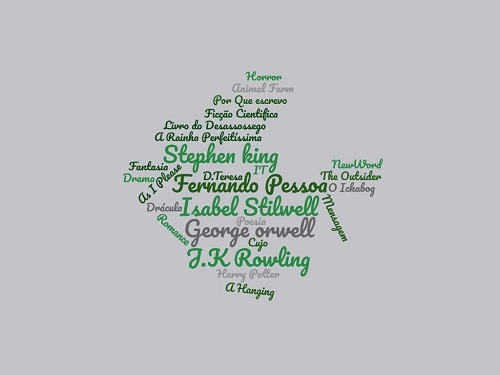 Horror
Animal Farm
Por Que escrevo
Ficção Cientifica
Livro do Desassossego
A Rainha Perfeitíssima
Stephen king
IT
Fantasia
Drama
As I Please
D.Teresa
Fernando Pessoa
NewWord
The Outsider
O Ickabog
Isabel Stilwell
Mensagem
Drácula
Poesia
Romance
George orwell
Cujo
J.K Rowling
Harry Potter
A Hanging